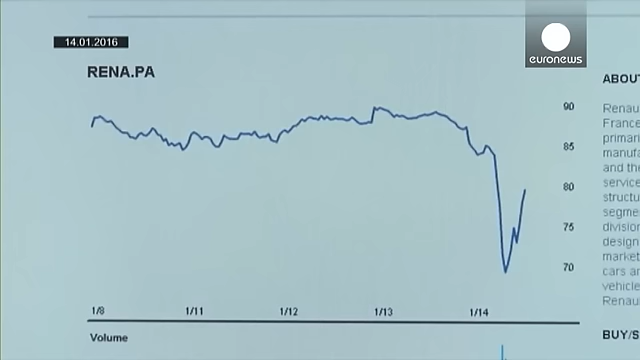 14.01.2016
euronews
RENA.PA
90
85
80
75
70
1/8
1/11
1/12
1/13
1/14
Volume
ABOU
Renau
France
primari
manufa
and the
service
structu
segme
division
design
market
cars an
vehicle
Renau
BUY/S